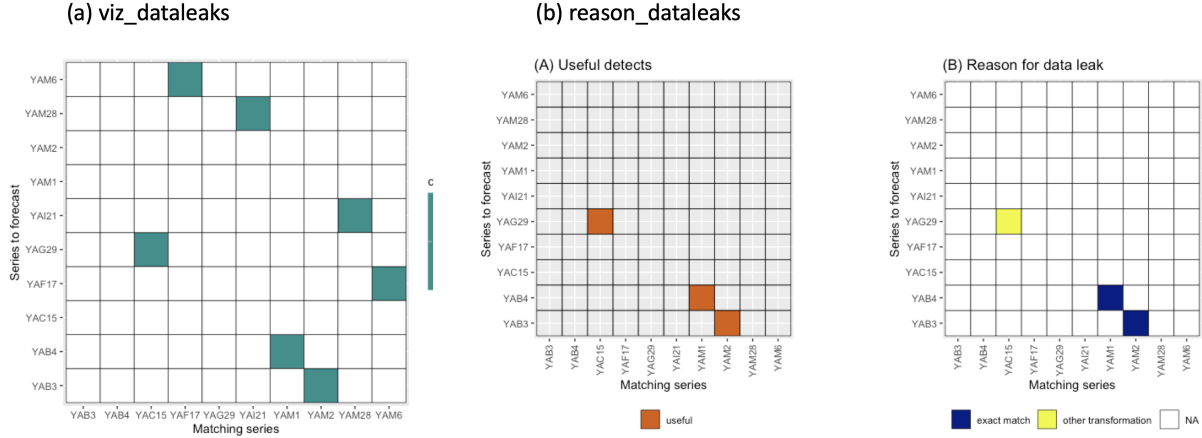 (a) viz_dataleaks
(b) reason_dataleaks
Series to forecast
YAM6
YAM28
YAM2
YAM1
YAI21
YAG29
YAF17
YAC15
YAB4
YAB3
YAB3 YAB4 YAC15 YAF17 YAG29 YAI21 YAM1 YAM2 YAM28 YAM6
Matching series
(A) Useful detects
Series to forecast
YAM6
YAM28
YAM2
YAM1
YAI21
YAG29
YAF17
YAC15
YAB4
YAB3
YAB3 YAB4 YAC15 YAF17 YAG29 YAI21 YAM1 YAM2 YAM28 YAM6
Matching series
useful
(B) Reason for data leak
Series to forecast
YAM6
YAM28
YAM2
YAM1
YAI21
YAG29
YAF17
YAC15
YAB4
YAB3
YAB3 YAB4 YAC15 YAF17 YAG29 YAI21 YAM1 YAM2 YAM28 YAM6
Matching series
exact match other transformation NA